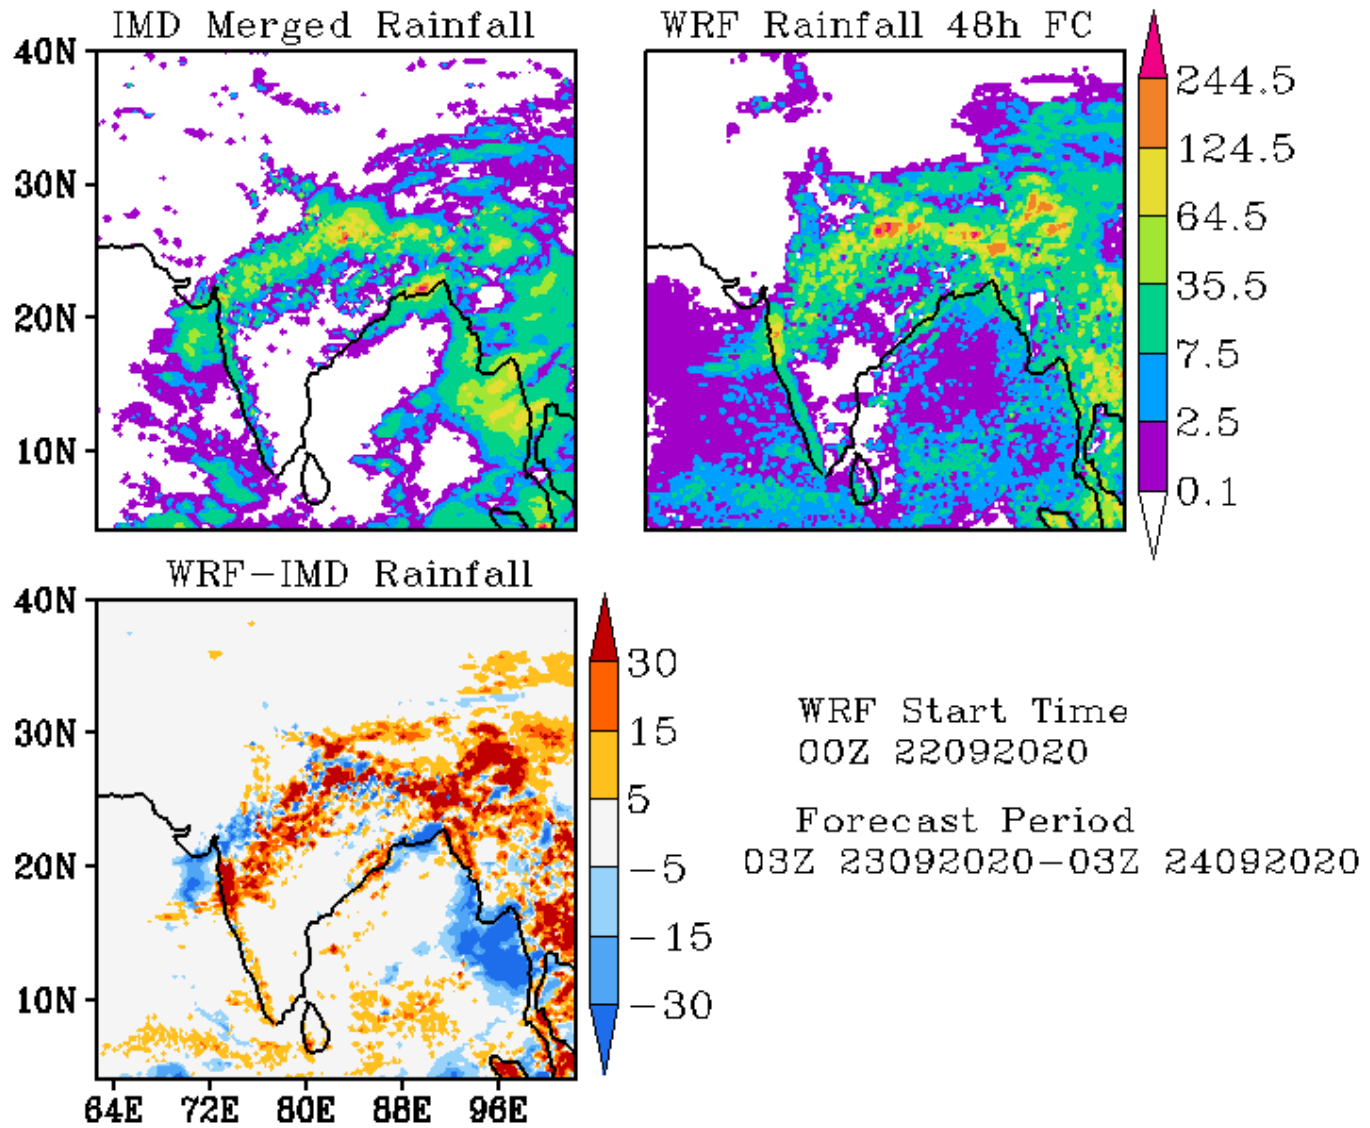 IMD Merged Rainfall
WRF Rainfall 48h FC
40N
30N
20N
10N
244.5
124.5
64.5
35.5
7.5
2.5
0.1
WRF-IMD Rainfall
40N
30N
20N
10N
64E 72E 80E 88E 96E
30
15
5
-5
-15
-30
WRF Start Time
00Z 22092020
Forecast Period
03Z 23092020-03Z 24092020